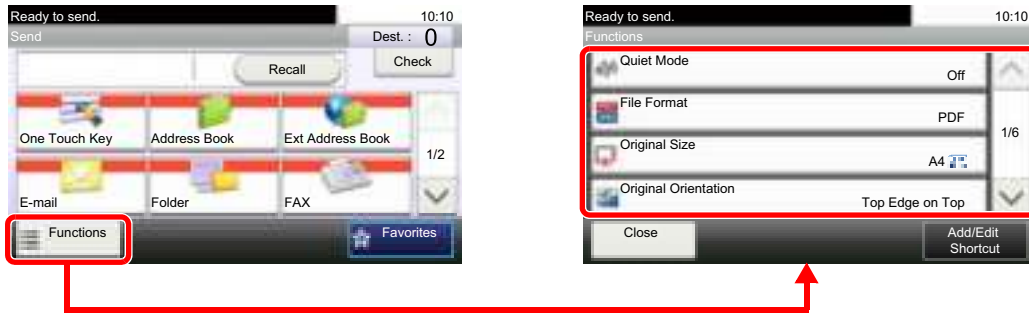 Ready to send. 10:10
Send Dest. : 0
Recall Check
One Touch Key Address Book Ext Address Book
1/2
E-mail Folder FAX
Functions Favorites
Ready to send. 10:10
Functions
Quiet Mode
Off
File Format
PDF
1/6
Original Size
A4
Original Orientation
Top Edge on Top
Close Add/Edit
Shortcut